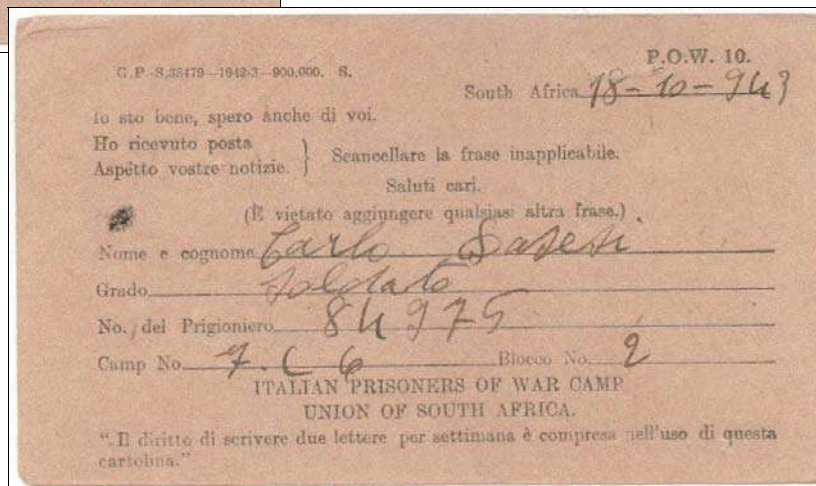 P.O.W. 10.
G.P.-S.38479—1942-3—900,000. S.
South Africa 18-10-943
Io sto bene, spero anche di voi.
Ho ricevuto posta
Aspetto vostre notizie. } Scancellare la frase inapplicabile.
Saluti cari.
(È vietato aggiungere qualsiasi altra frase.)
Nome e cognome Carlo
Grado Soldato
No. del Prigioniero 84975
Camp No. 7. C 6 Blocco No. 2
ITALIAN PRISONERS OF WAR CAMP
UNION OF SOUTH AFRICA.
"Il diritto di scrivere due lettere per settimana è compresa nell'uso di questa
cartolina."